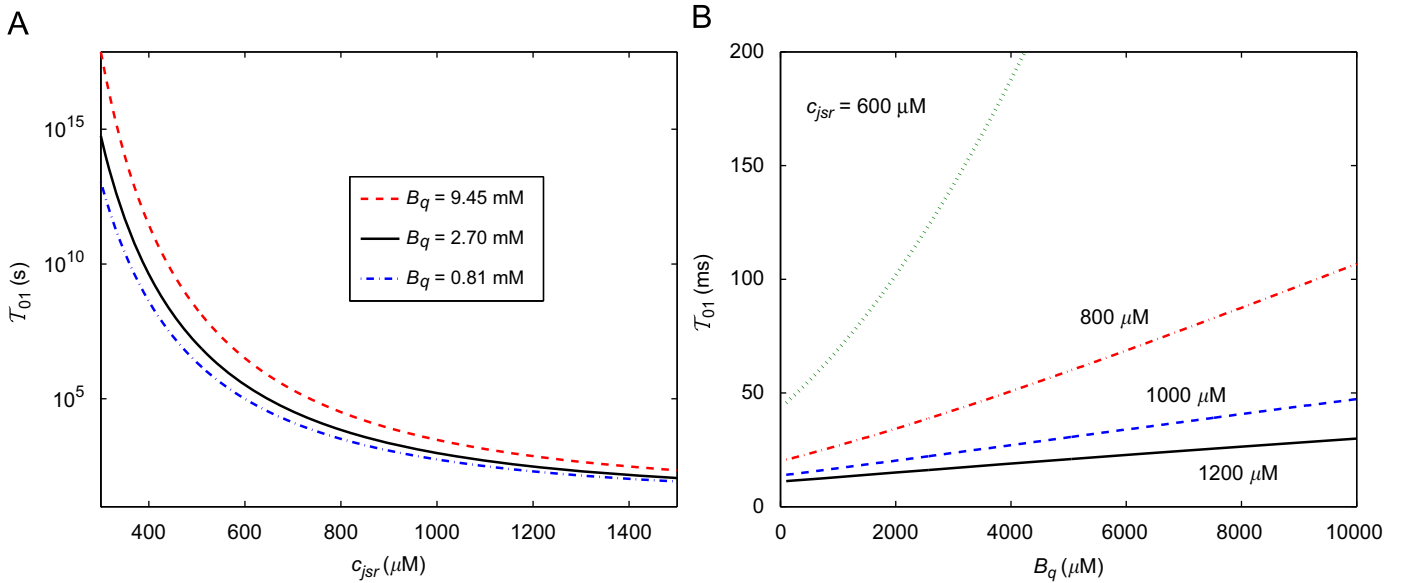 A
10^15
10^10
10^5
𝒯_01 (s)
B_q = 9.45 mM
B_q = 2.70 mM
B_q = 0.81 mM
400 600 800 1000 1200 1400
c_jsr (μM)
B
200
150
100
50
0
𝒯_01 (ms)
c_jsr = 600 μM
800 μM
1000 μM
1200 μM
0 2000 4000 6000 8000 10000
B_q (μM)